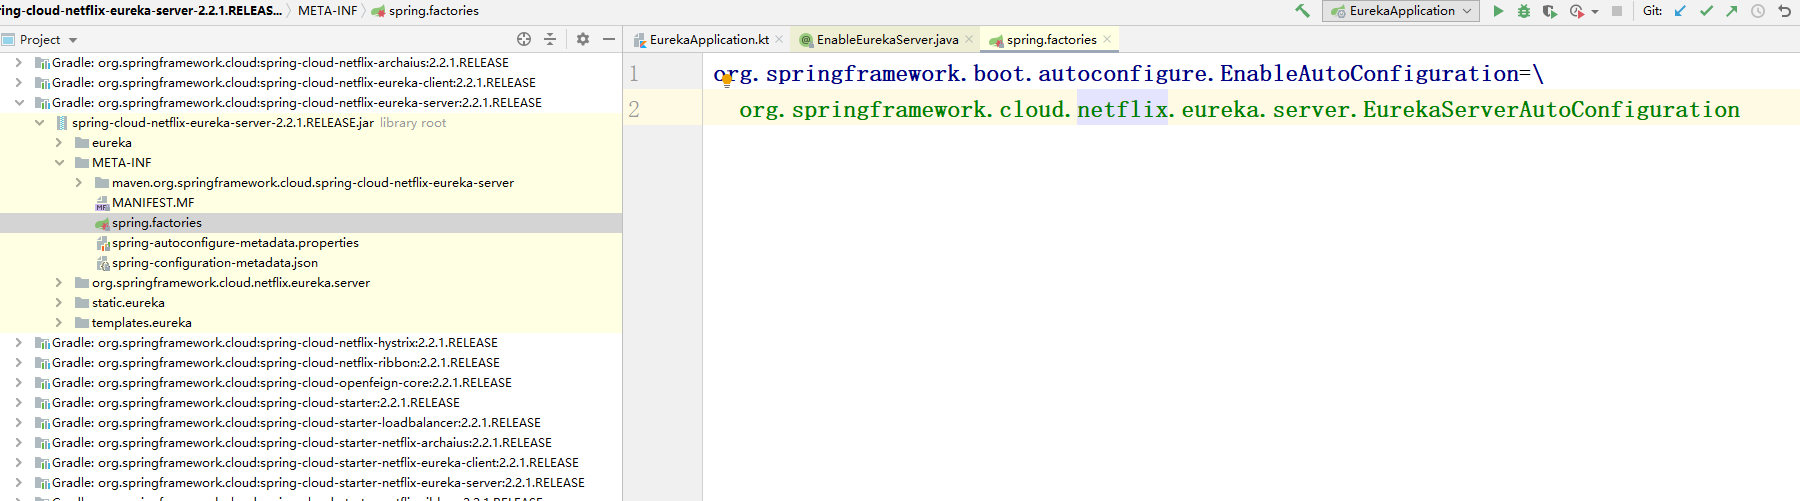 ring-cloud-netflix-eureka-server-2.2.1.RELEAS... META-INF spring.factories
EurekaApplication
Git:
Project
EurekaApplication.kt
EnableEurekaServer.java
spring.factories
Gradle: org.springframework.cloud:spring-cloud-netflix-archaius:2.2.1.RELEASE
Gradle: org.springframework.cloud:spring-cloud-netflix-eureka-client:2.2.1.RELEASE
Gradle: org.springframework.cloud:spring-cloud-netflix-eureka-server:2.2.1.RELEASE
spring-cloud-netflix-eureka-server-2.2.1.RELEASE.jar library root
eureka
META-INF
maven.org.springframework.cloud.spring-cloud-netflix-eureka-server
MANIFEST.MF
spring.factories
spring-autoconfigure-metadata.properties
spring-configuration-metadata.json
org.springframework.cloud.netflix.eureka.server
static.eureka
templates.eureka
Gradle: org.springframework.cloud:spring-cloud-netflix-hystrix:2.2.1.RELEASE
Gradle: org.springframework.cloud:spring-cloud-netflix-ribbon:2.2.1.RELEASE
Gradle: org.springframework.cloud:spring-cloud-openfeign-core:2.2.1.RELEASE
Gradle: org.springframework.cloud:spring-cloud-starter:2.2.1.RELEASE
Gradle: org.springframework.cloud:spring-cloud-starter-loadbalancer:2.2.1.RELEASE
Gradle: org.springframework.cloud:spring-cloud-starter-netflix-archaius:2.2.1.RELEASE
Gradle: org.springframework.cloud:spring-cloud-starter-netflix-eureka-client:2.2.1.RELEASE
Gradle: org.springframework.cloud:spring-cloud-starter-netflix-eureka-server:2.2.1.RELEASE
1 org.springframework.boot.autoconfigure.EnableAutoConfiguration=\
2 org.springframework.cloud.netflix.eureka.server.EurekaServerAutoConfiguration